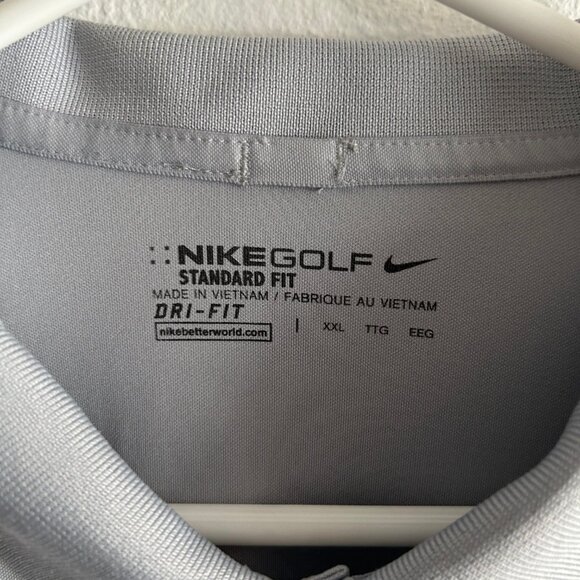 NIKEGOLF
STANDARD FIT
MADE IN VIETNAM / FABRIQUE AU VIETNAM
DRI-FIT
nikebetterworld.com | XXL TTG EEG